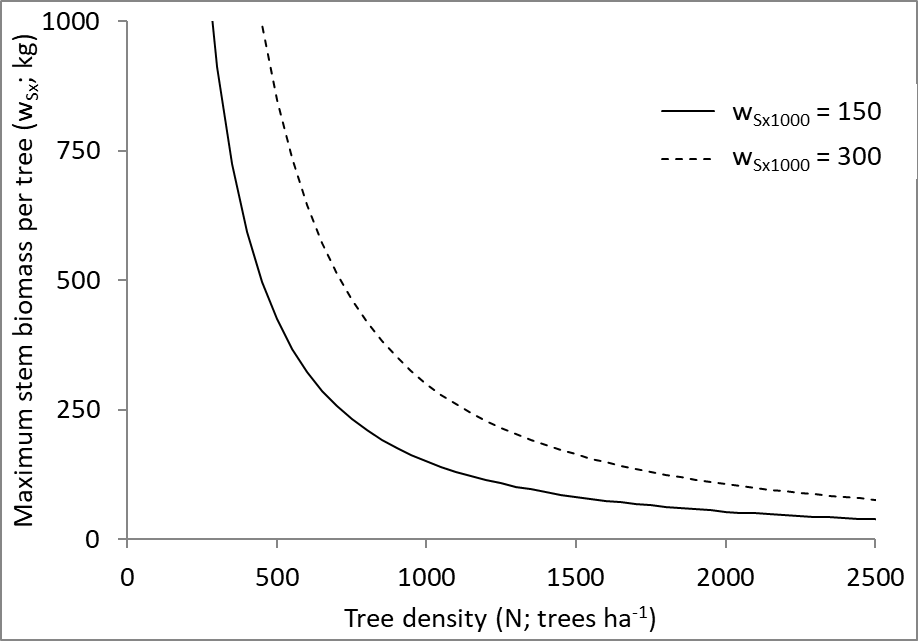 Maximum stem biomass per tree (wSx; kg)
1000
750
500
250
0
wSx1000 = 150
wSx1000 = 300
0 500 1000 1500 2000 2500
Tree density (N; trees ha-1)